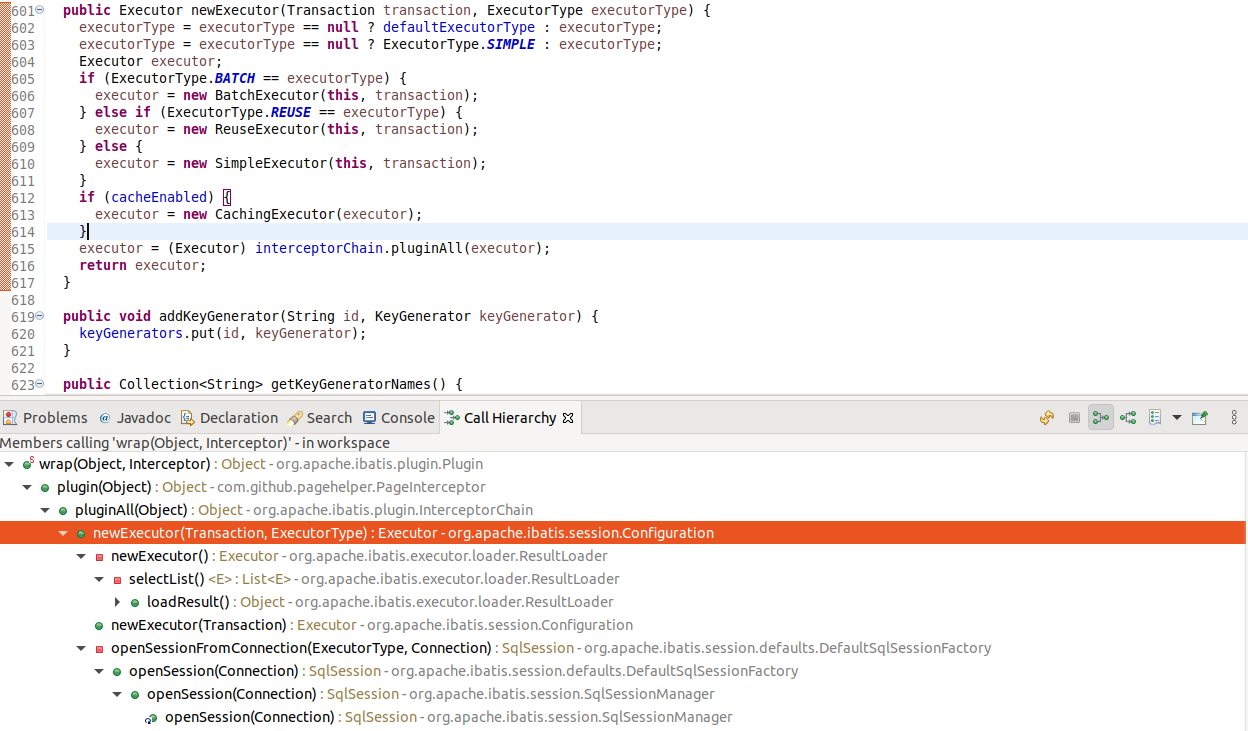 601 public Executor newExecutor(Transaction transaction, ExecutorType executorType) {
602 executorType = executorType == null ? defaultExecutorType : executorType;
603 executorType = executorType == null ? ExecutorType.SIMPLE : executorType;
604 Executor executor;
605 if (ExecutorType.BATCH == executorType) {
606 executor = new BatchExecutor(this, transaction);
607 } else if (ExecutorType.REUSE == executorType) {
608 executor = new ReuseExecutor(this, transaction);
609 } else {
610 executor = new SimpleExecutor(this, transaction);
611 }
612 if (cacheEnabled) {
613 executor = new CachingExecutor(executor);
614 }
615 executor = (Executor) interceptorChain.pluginAll(executor);
616 return executor;
617 }
618
619 public void addKeyGenerator(String id, KeyGenerator keyGenerator) {
620 keyGenerators.put(id, keyGenerator);
621 }
622
623 public Collection<String> getKeyGeneratorNames() {
Problems @ Javadoc Declaration Search Console Call Hierarchy
Members calling 'wrap(Object, Interceptor)' - in workspace
wrap(Object, Interceptor) : Object - org.apache.ibatis.plugin.Plugin
plugin(Object) : Object - com.github.pagehelper.PageInterceptor
pluginAll(Object) : Object - org.apache.ibatis.plugin.InterceptorChain
newExecutor(Transaction, ExecutorType) : Executor - org.apache.ibatis.session.Configuration
newExecutor() : Executor - org.apache.ibatis.executor.loader.ResultLoader
selectList() <E> : List<E> - org.apache.ibatis.executor.loader.ResultLoader
loadResult() : Object - org.apache.ibatis.executor.loader.ResultLoader
newExecutor(Transaction) : Executor - org.apache.ibatis.session.Configuration
openSessionFromConnection(ExecutorType, Connection) : SqlSession - org.apache.ibatis.session.defaults.DefaultSqlSessionFactory
openSession(Connection) : SqlSession - org.apache.ibatis.session.defaults.DefaultSqlSessionFactory
openSession(Connection) : SqlSession - org.apache.ibatis.session.SqlSessionManager
openSession(Connection) : SqlSession - org.apache.ibatis.session.SqlSessionManager